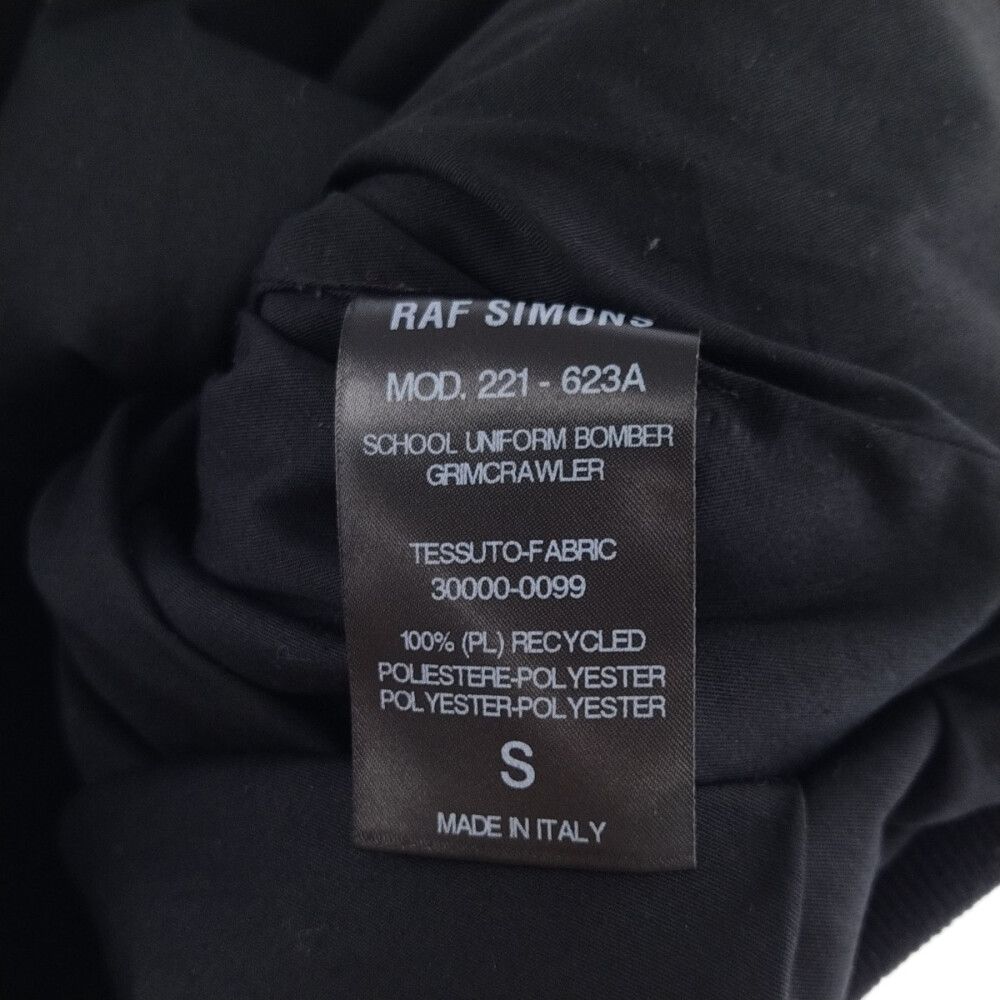 RAF SIMONS
MOD. 221 - 623A
SCHOOL UNIFORM BOMBER
GRIMCRAWLER
TESSUTO-FABRIC
30000-0099
100% (PL) RECYCLED
POLIESTERE-POLYESTER
POLYESTER-POLYESTER
S
MADE IN ITALY